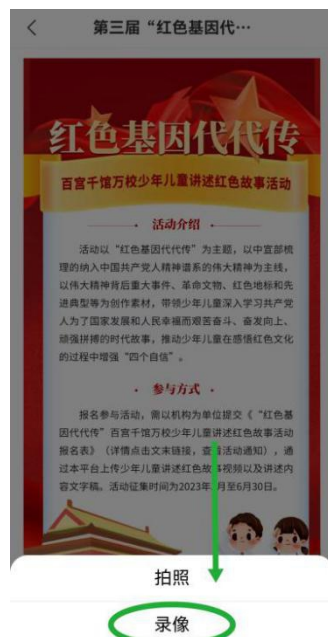 第三届“红色基因代…
红色基因代代传
百宫千馆万校少年儿童讲述红色故事活动
活动介绍
活动以“红色基因代代传”为主题，以中宣部梳
理的纳入中国共产党人精神谱系的伟大精神为主线，
以伟大精神背后重大事件、革命文物、红色地标和先
进典型等为创作素材，带领少年儿童深入学习共产党
人为了国家发展和人民幸福而艰苦奋斗、奋发向上、
顽强拼搏的时代故事，推动少年儿童在感悟红色文化
的过程中增强“四个自信”。
参与方式
报名参与活动，需以机构为单位提交《“红色基
因代代传”百宫千馆万校少年儿童讲述红色故事活动
报名表》（详情点击文末链接，查看活动通知），通
过本平台上传少年儿童讲述红色故事视频以及讲述内
容文字稿。活动征集时间为2023年 月至6月30日。
拍照
录像